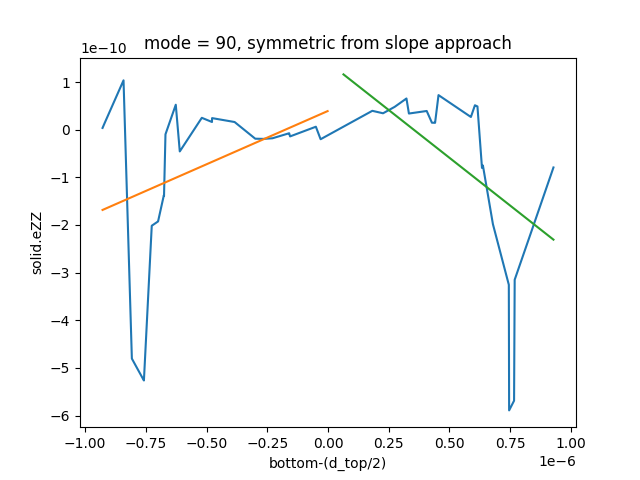 mode = 90, symmetric from slope approach
1e−10
1
0
−1
−2
−3
−4
−5
−6
solid.eZZ
−1.00 −0.75 −0.50 −0.25 0.00 0.25 0.50 0.75 1.00
bottom-(d_top/2)
1e−6